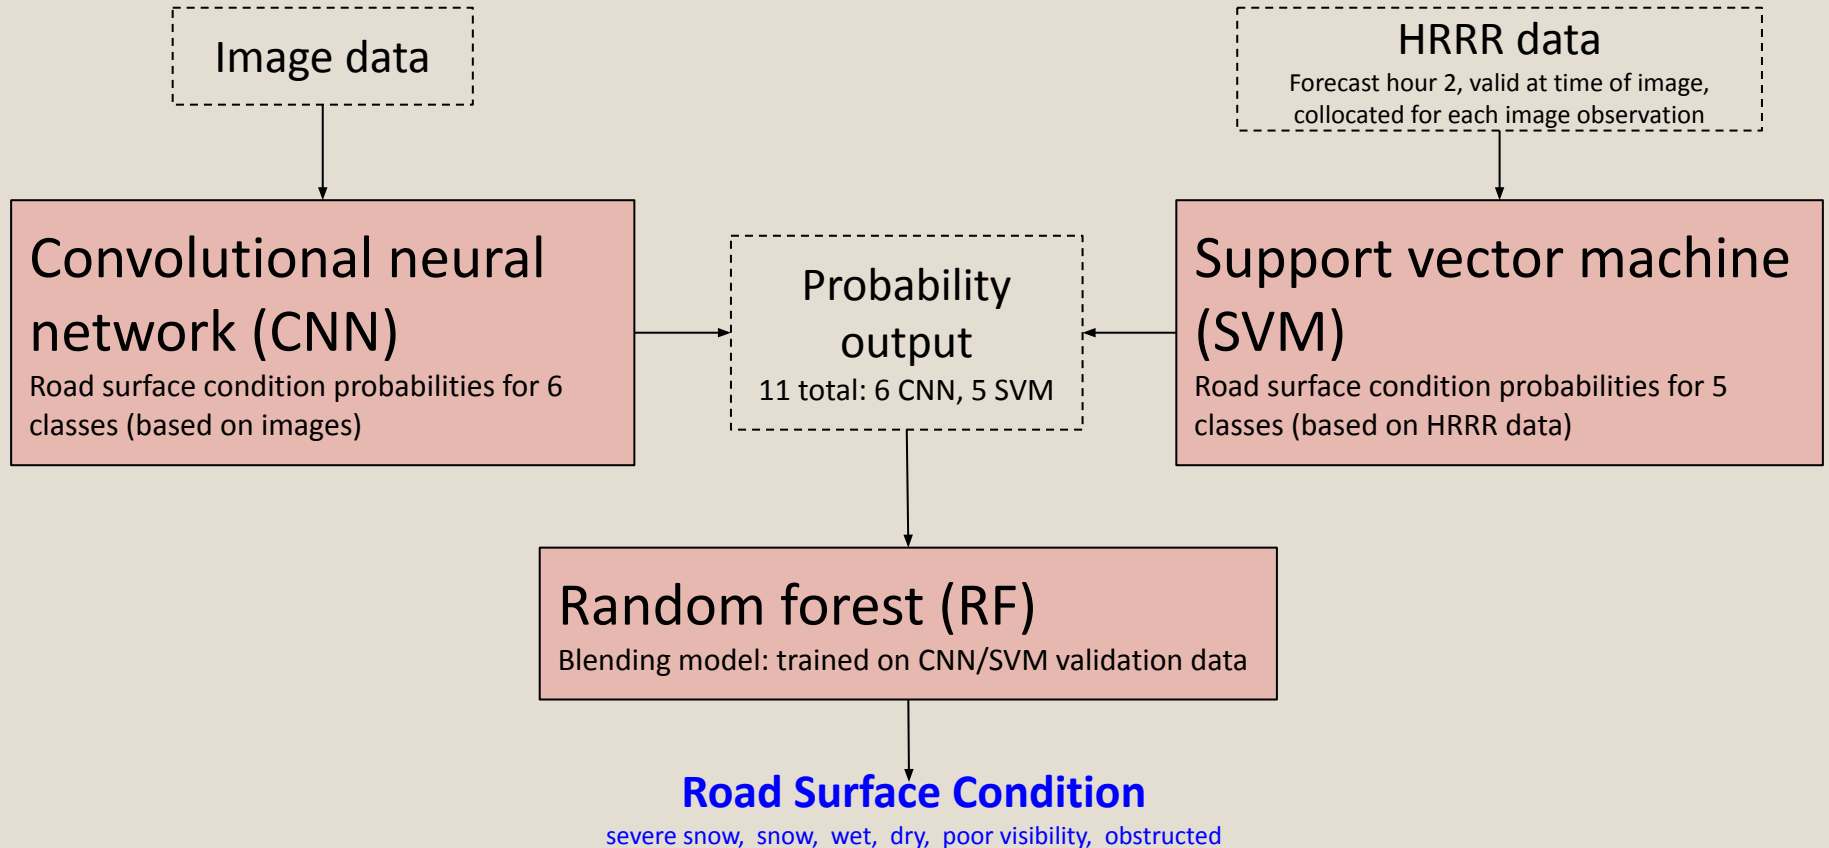 Image data
HRRR data
Forecast hour 2, valid at time of image,
collocated for each image observation
Convolutional neural
network (CNN)
Road surface condition probabilities for 6
classes (based on images)
Probability
output
11 total: 6 CNN, 5 SVM
Support vector machine
(SVM)
Road surface condition probabilities for 5
classes (based on HRRR data)
Random forest (RF)
Blending model: trained on CNN/SVM validation data
Road Surface Condition
severe snow, snow, wet, dry, poor visibility, obstructed